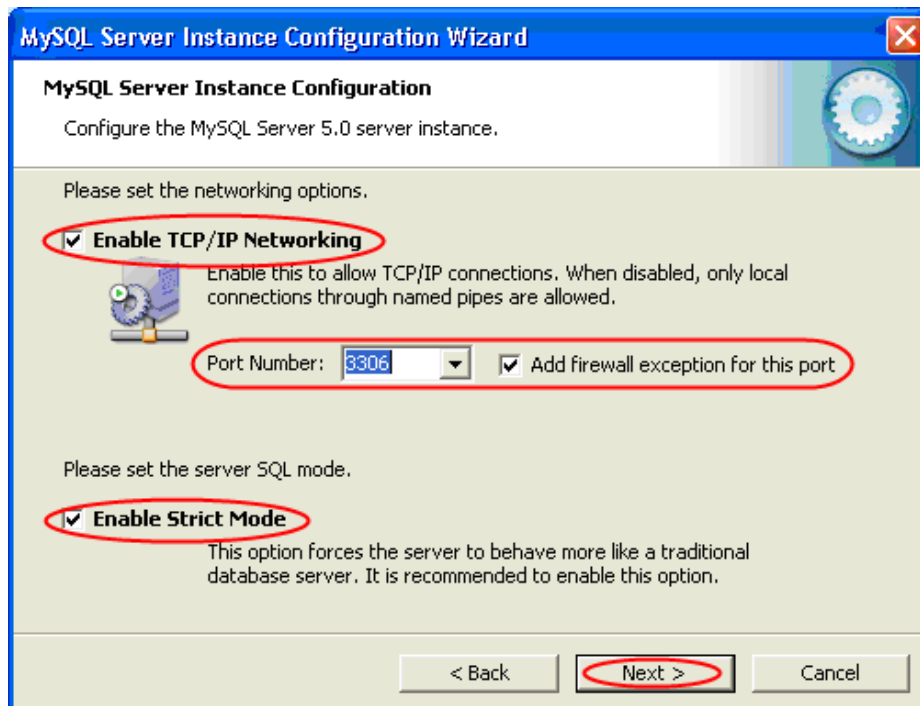 MySQL Server Instance Configuration Wizard
MySQL Server Instance Configuration
Configure the MySQL Server 5.0 server instance.
Please set the networking options.
Enable TCP/IP Networking
Enable this to allow TCP/IP connections. When disabled, only local
connections through named pipes are allowed.
Port Number: 3306 Add firewall exception for this port
Please set the server SQL mode.
Enable Strict Mode
This option forces the server to behave more like a traditional
database server. It is recommended to enable this option.
< Back Next > Cancel